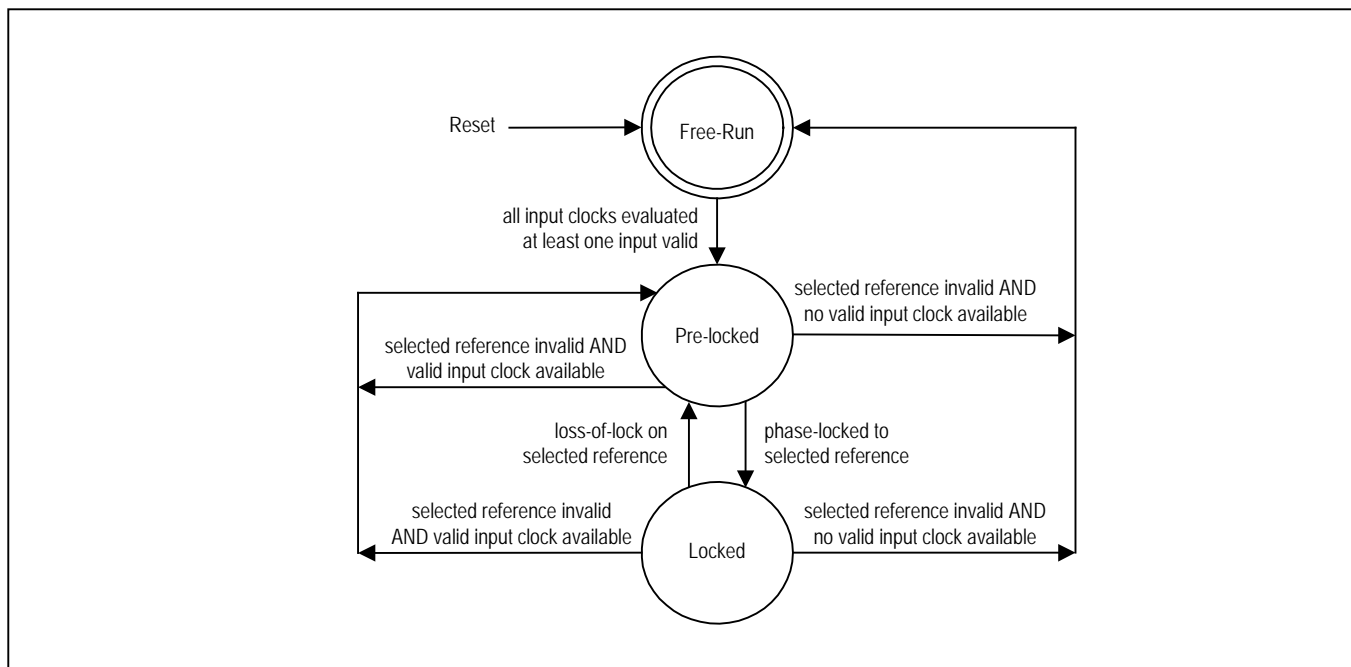 Reset
Free-Run
all input clocks evaluated
at least one input valid
selected reference invalid AND
no valid input clock available
Pre-locked
selected reference invalid AND
valid input clock available
loss-of-lock on
selected reference
phase-locked to
selected reference
selected reference invalid
AND valid input clock available
Locked
selected reference invalid AND
no valid input clock available